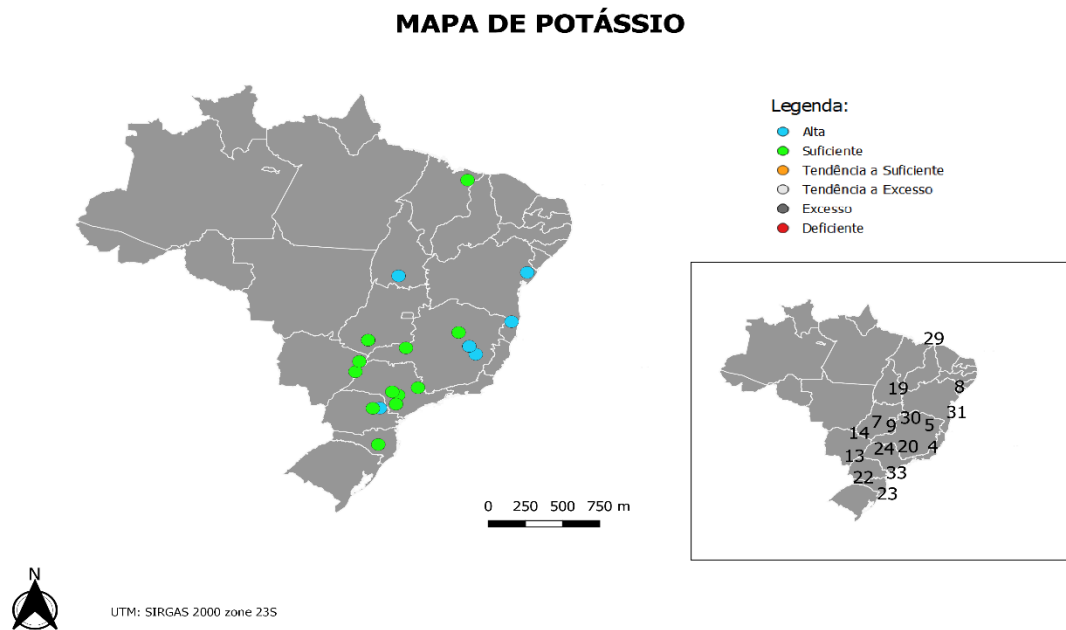 MAPA DE POTÁSSIO
Legenda:
Alta
Suficiente
Tendência a Suficiente
Tendência a Excesso
Excesso
Deficiente
29
19
8
31
7
30
9
5
14
24
20
4
13
22
33
23
0 250 500 750 m
N
UTM: SIRGAS 2000 zone 23S